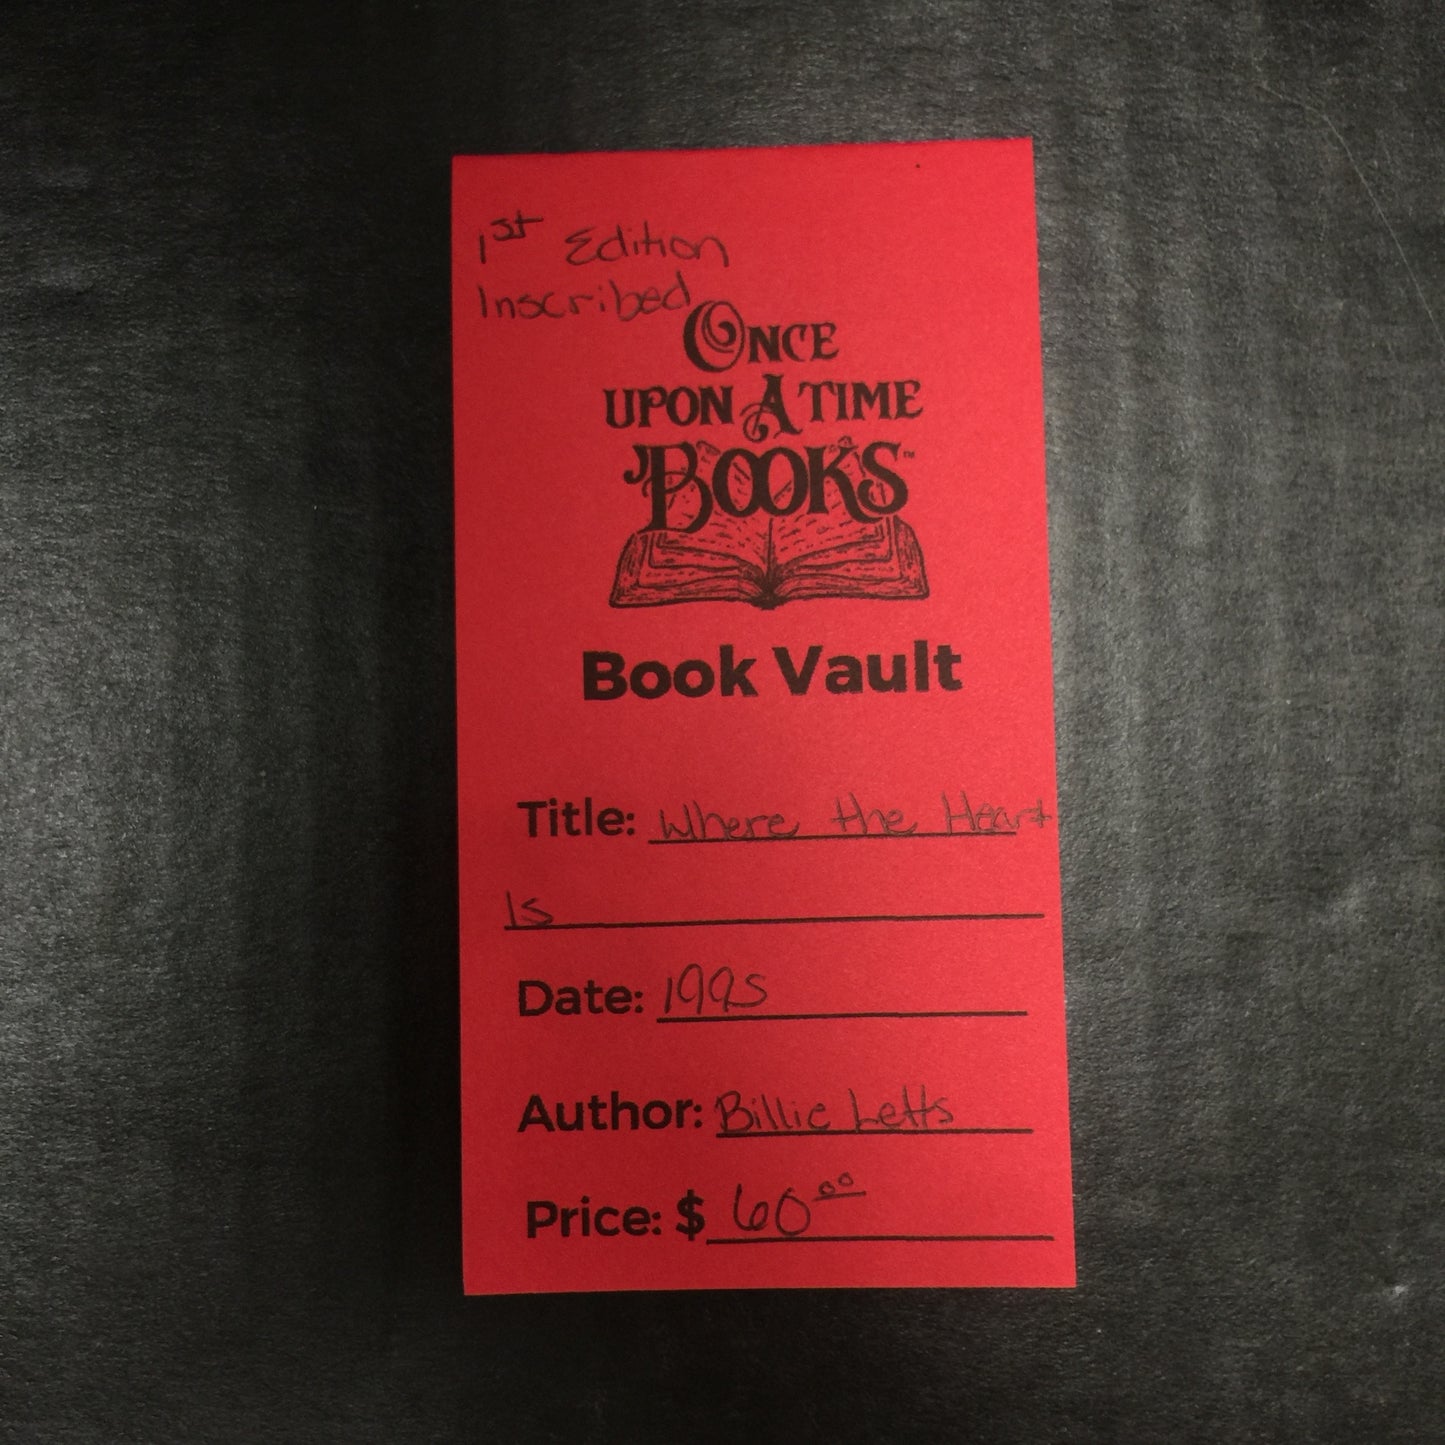 1st Edition
Inscribed
ONCE
UPON A TIME
BOOKS™
Book Vault
Title: Where the Heart
Is
Date: 1995
Author: Billie Letts
Price: $ 60.00